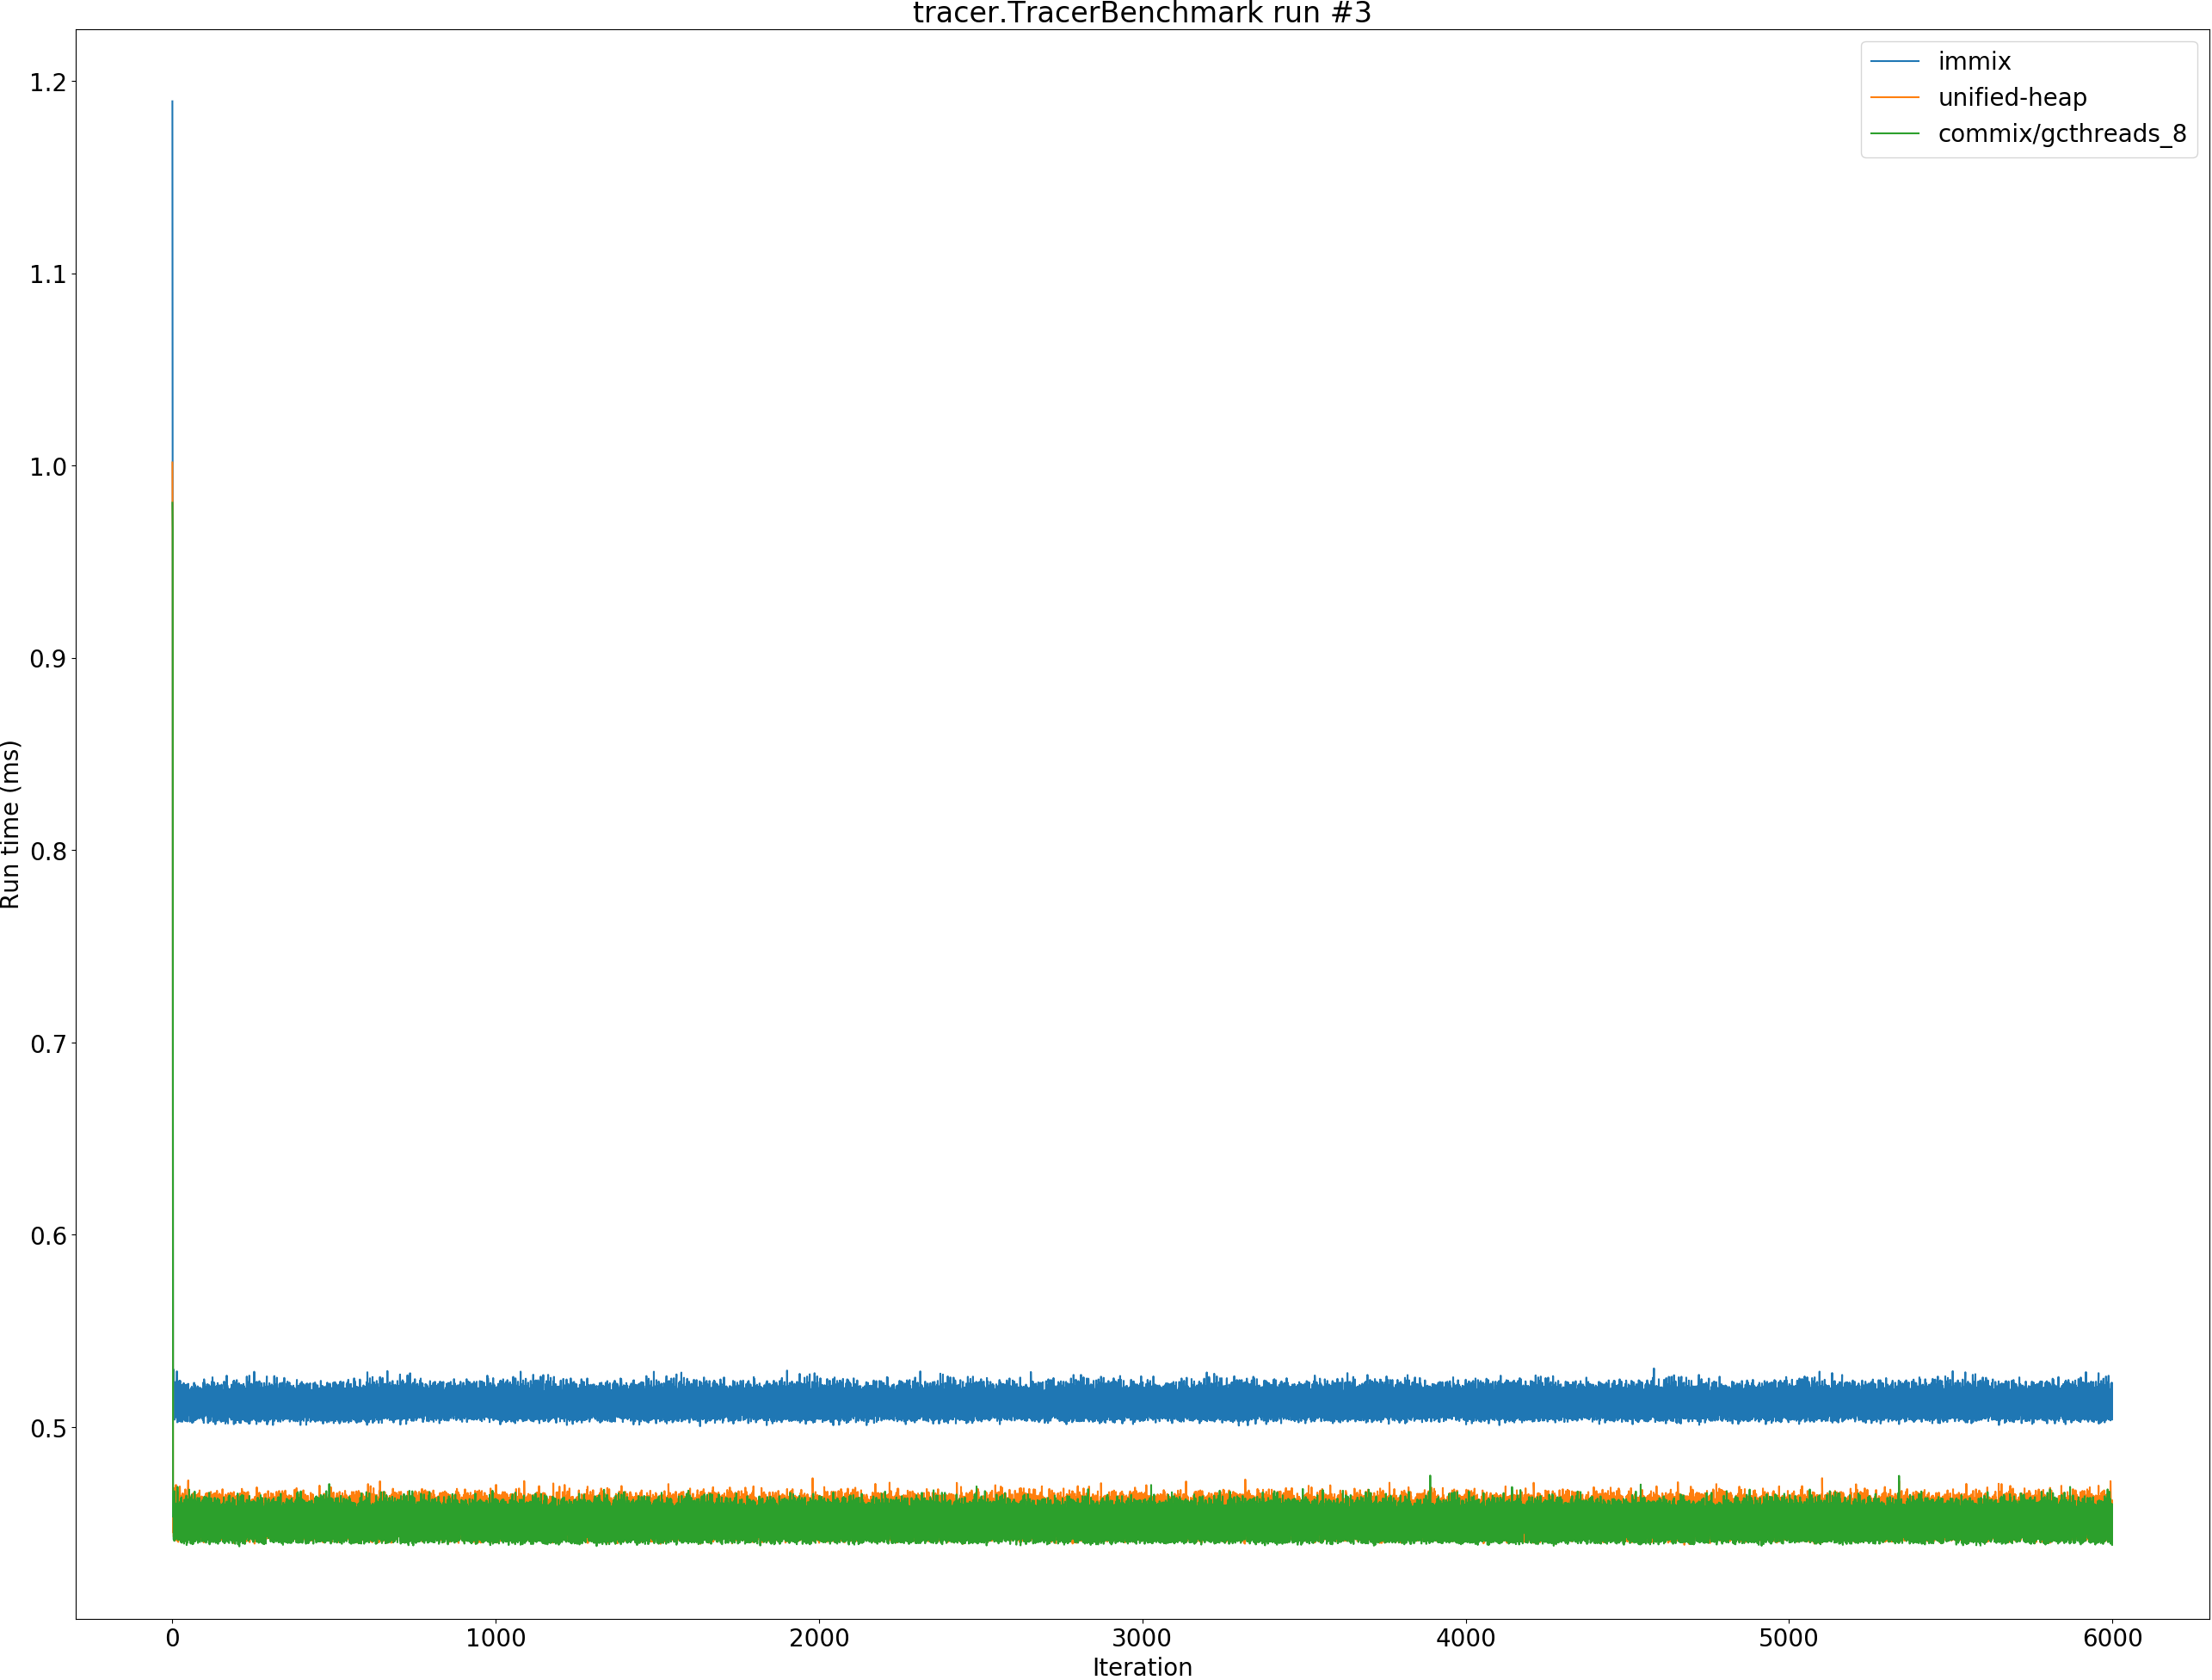 tracer.TracerBenchmark run #3
immix
unified-heap
commix/gcthreads_8
Run time (ms)
1.2
1.1
1.0
0.9
0.8
0.7
0.6
0.5
0 1000 2000 3000 4000 5000 6000
Iteration